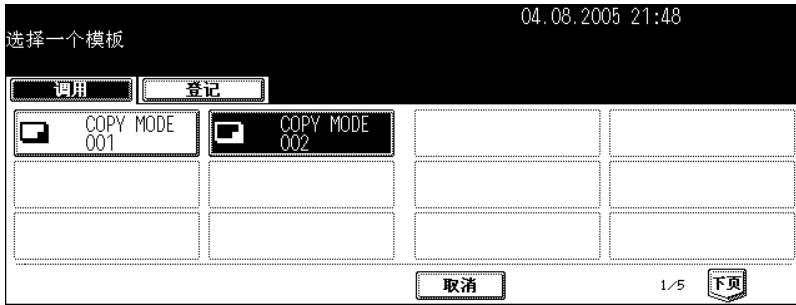 04.08.2005 21:48
选择一个模板
调用 登记
COPY MODE 001
COPY MODE 002
取消 1/5 下页